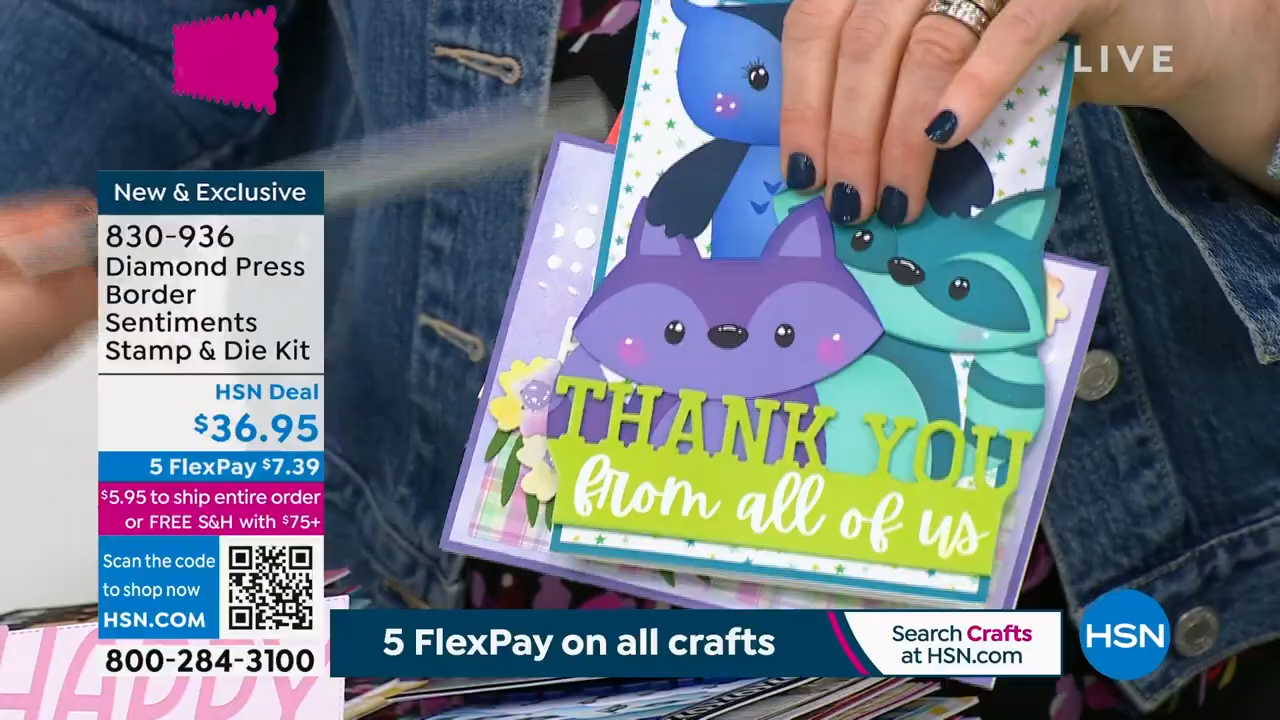 LIVE
New & Exclusive
830-936
Diamond Press
Border
Sentiments
Stamp & Die Kit
HSN Deal
$36.95
5 FlexPay $7.39
$5.95 to ship entire order
or FREE S&H with $75+
Scan the code
to shop now
HSN.COM
800-284-3100
THANK YOU
from all of us
HAPPY
5 FlexPay on all crafts
Search Crafts
at HSN.com
HSN